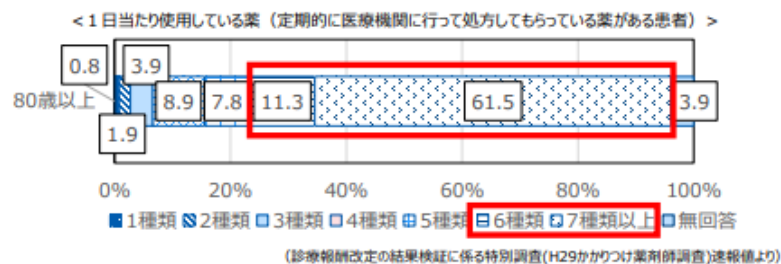 <1日当たり使用している薬（定期的に医療機関に行って処方してもらっている薬がある患者）>
0.8 3.9
80歳以上 8.9 7.8 11.3 61.5 3.9
1.9
0% 20% 40% 60% 80% 100%
1種類 2種類 3種類 4種類 5種類 6種類 7種類以上 無回答
（診療報酬改定の結果検証に係る特別調査(H29かかりつけ薬剤師調査)速報値より)